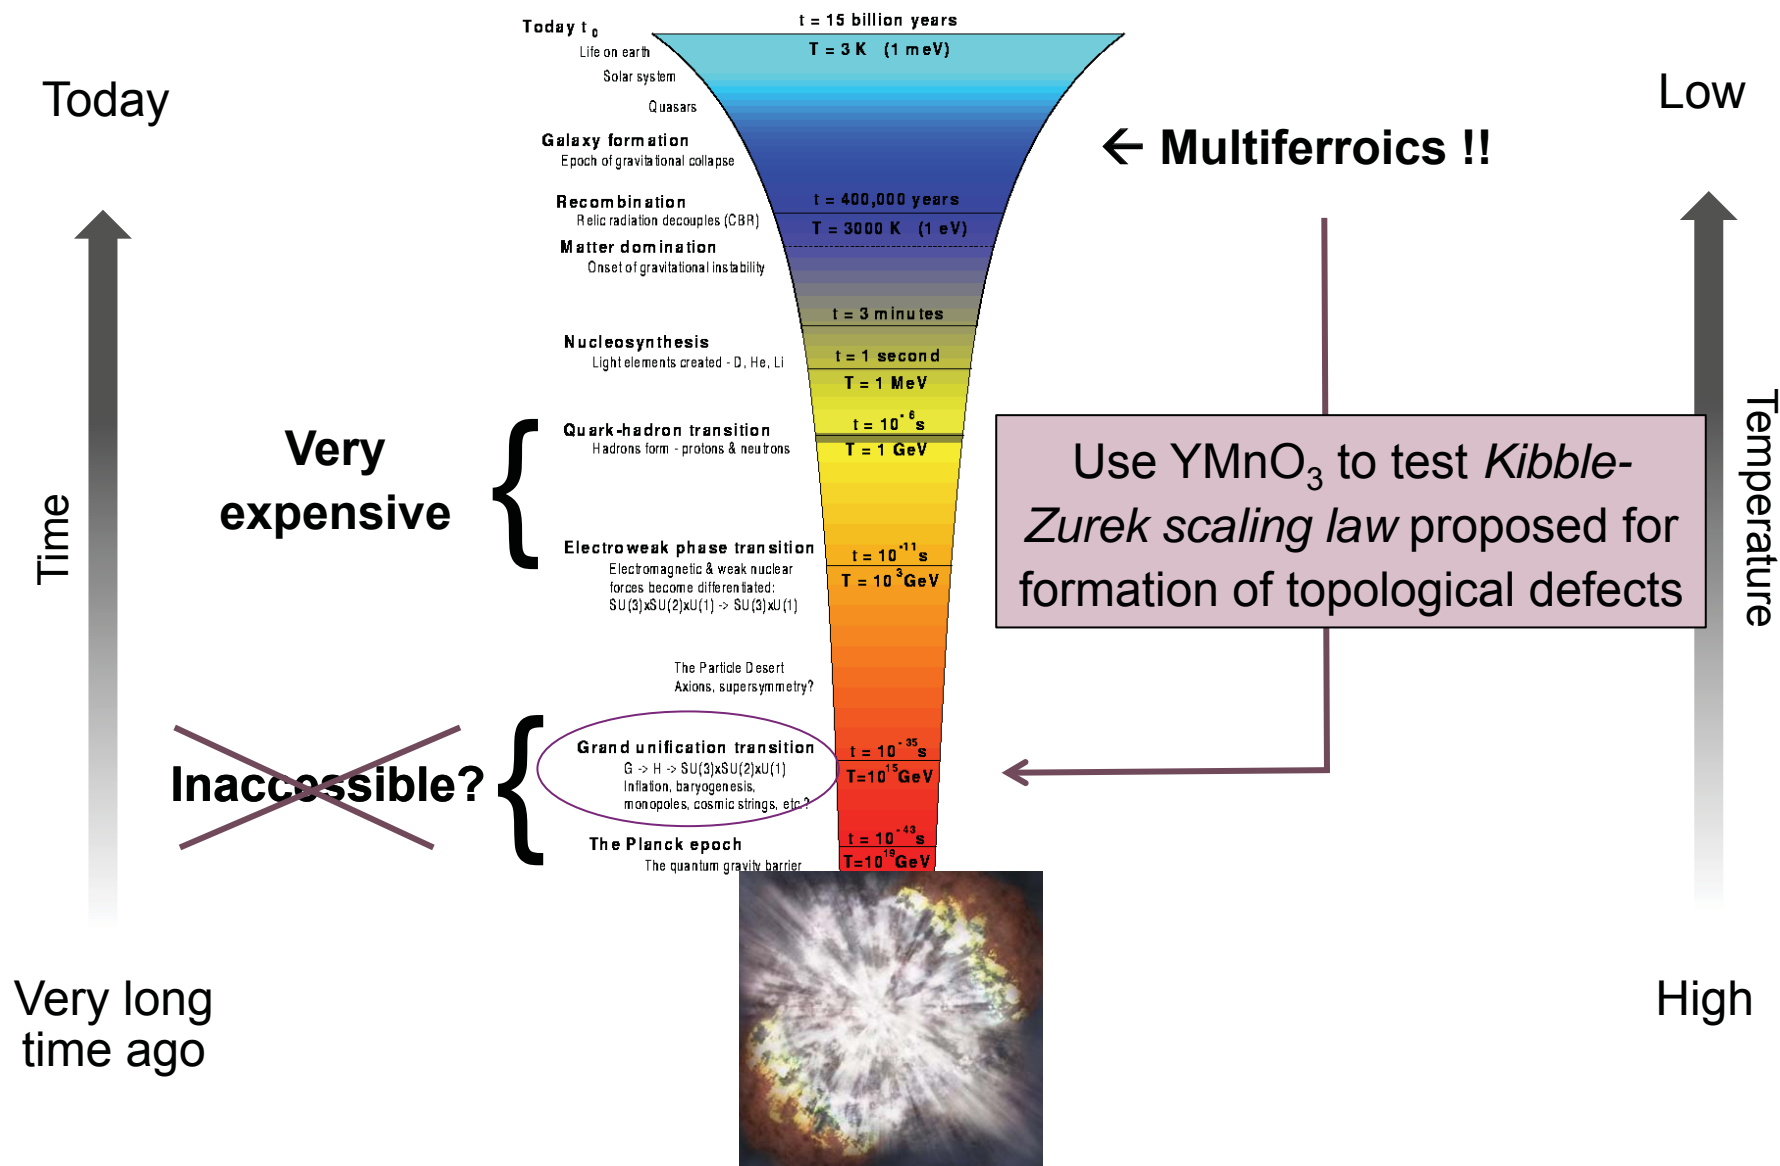 Today t₀
Life on earth
Solar system
Quasars
Galaxy formation
Epoch of gravitational collapse
Recombination
Relic radiation decouples (CBR)
Matter domination
Onset of gravitational instability
Nucleosynthesis
Light elements created - D, He, Li
Quark-hadron transition
Hadrons form - protons & neutrons
Electroweak phase transition
Electromagnetic & weak nuclear
forces become differentiated:
SU(3)xSU(2)xU(1) -> SU(3)xU(1)
The Particle Desert
Axions, supersymmetry?
Grand unification transition
G -> H -> SU(3)xSU(2)xU(1)
Inflation, baryogenesis,
monopoles, cosmic strings, etc.?
The Planck epoch
The quantum gravity barrier
t = 15 billion years
T = 3 K (1 meV)
t = 400,000 years
T = 3000 K (1 eV)
t = 3 minutes
t = 1 second
T = 1 MeV
t = 10⁻⁶s
T = 1 GeV
t = 10⁻¹¹s
T = 10³GeV
t = 10⁻³⁵s
T=10¹⁵GeV
t = 10⁻⁴³s
T=10¹⁹GeV
Today
Time
Very long
time ago
Very
expensive
{
Inaccessible?
{
← Multiferroics !!
Use YMnO₃ to test Kibble-
Zurek scaling law proposed for
formation of topological defects
Low
Temperature
High